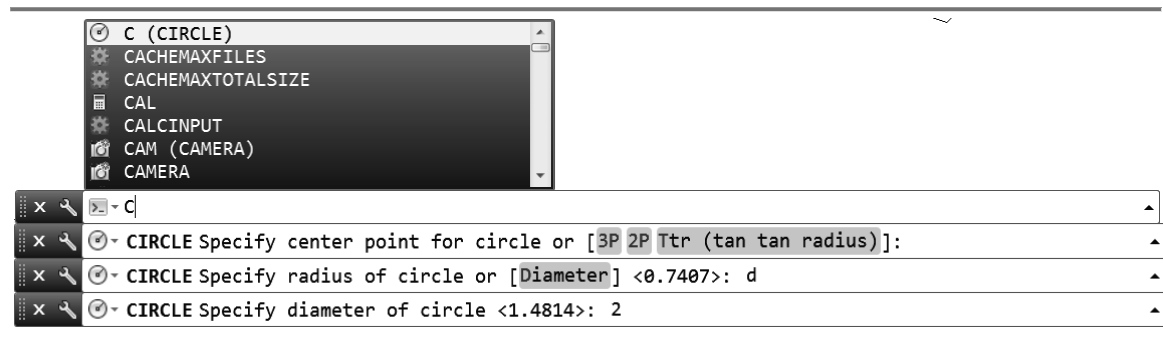 C (CIRCLE)
CACHEMAXFILES
CACHEMAXTOTALSIZE
CAL
CALCINPUT
CAM (CAMERA)
CAMERA
C
CIRCLE Specify center point for circle or [3P 2P Ttr (tan tan radius)]:
CIRCLE Specify radius of circle or [Diameter] <0.7407>: d
CIRCLE Specify diameter of circle <1.4814>: 2